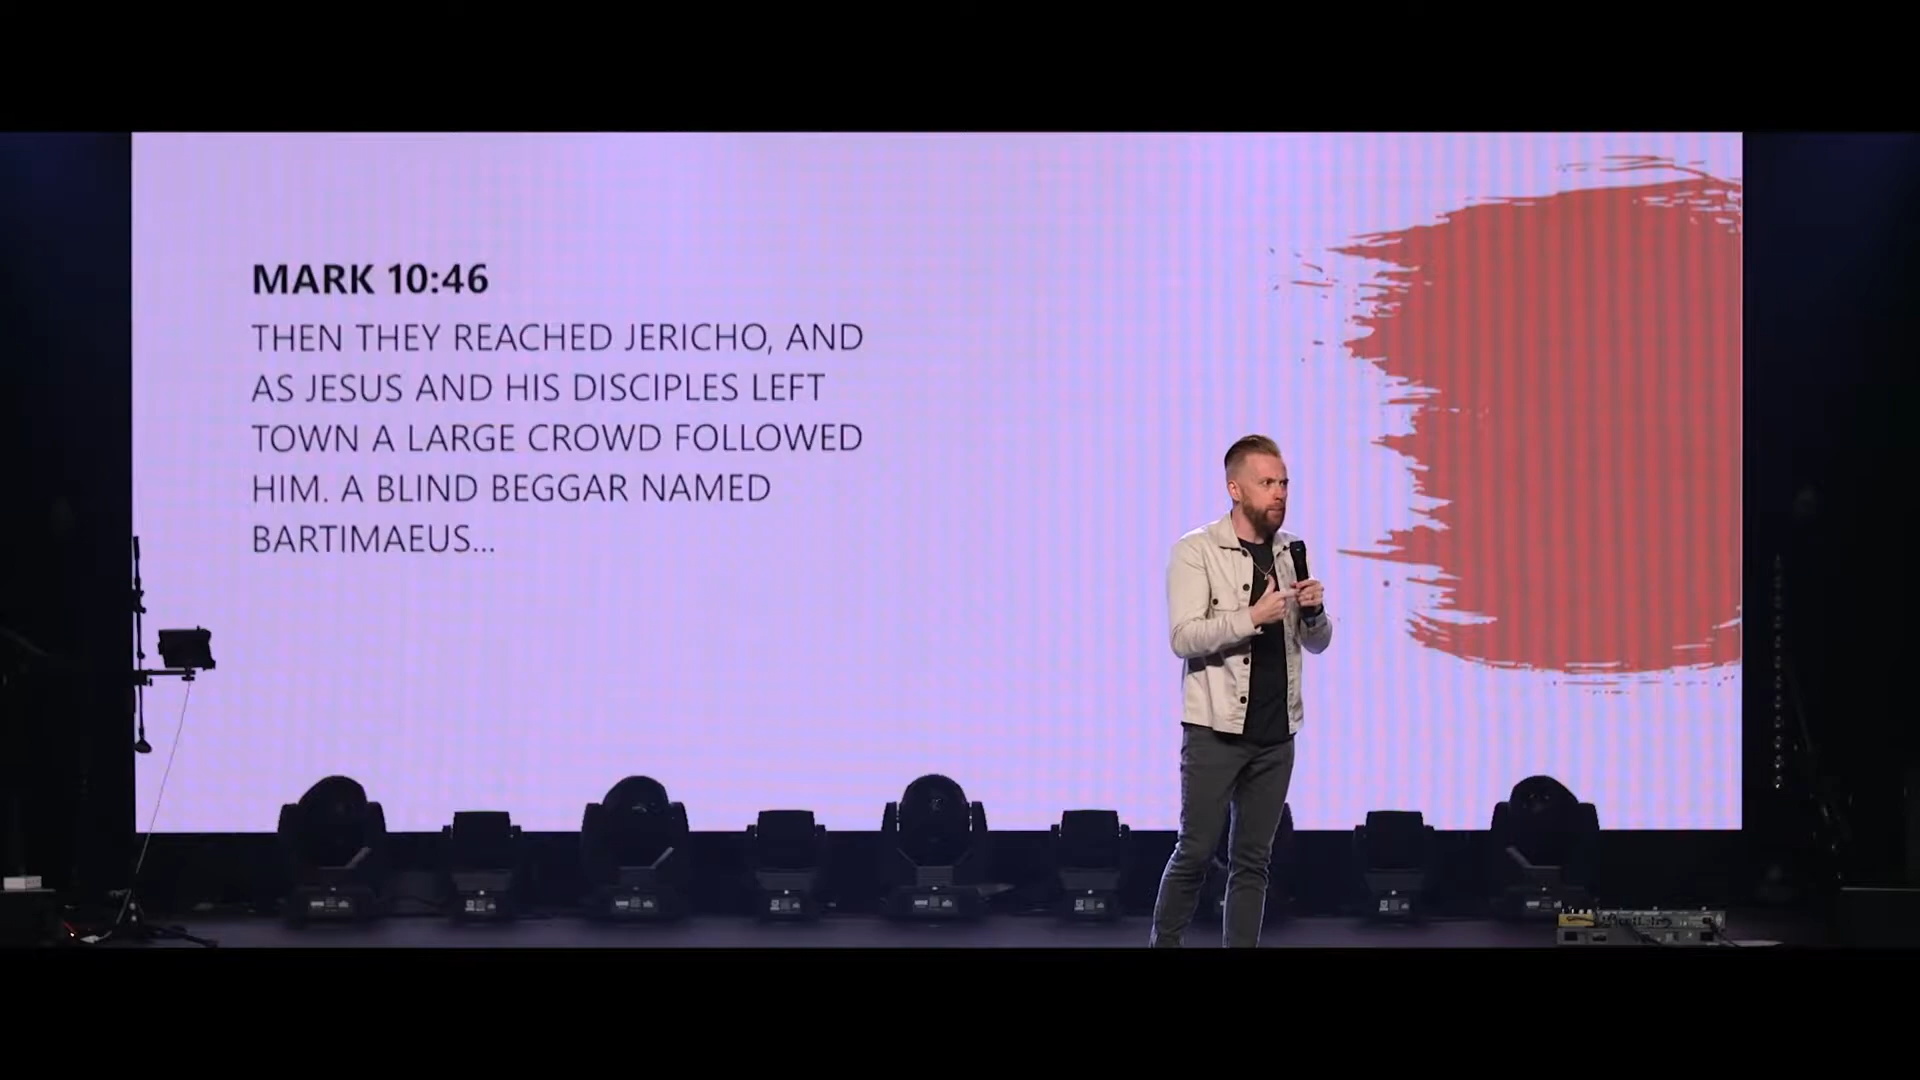 MARK 10:46
THEN THEY REACHED JERICHO, AND
AS JESUS AND HIS DISCIPLES LEFT
TOWN A LARGE CROWD FOLLOWED
HIM. A BLIND BEGGAR NAMED
BARTIMAEUS...